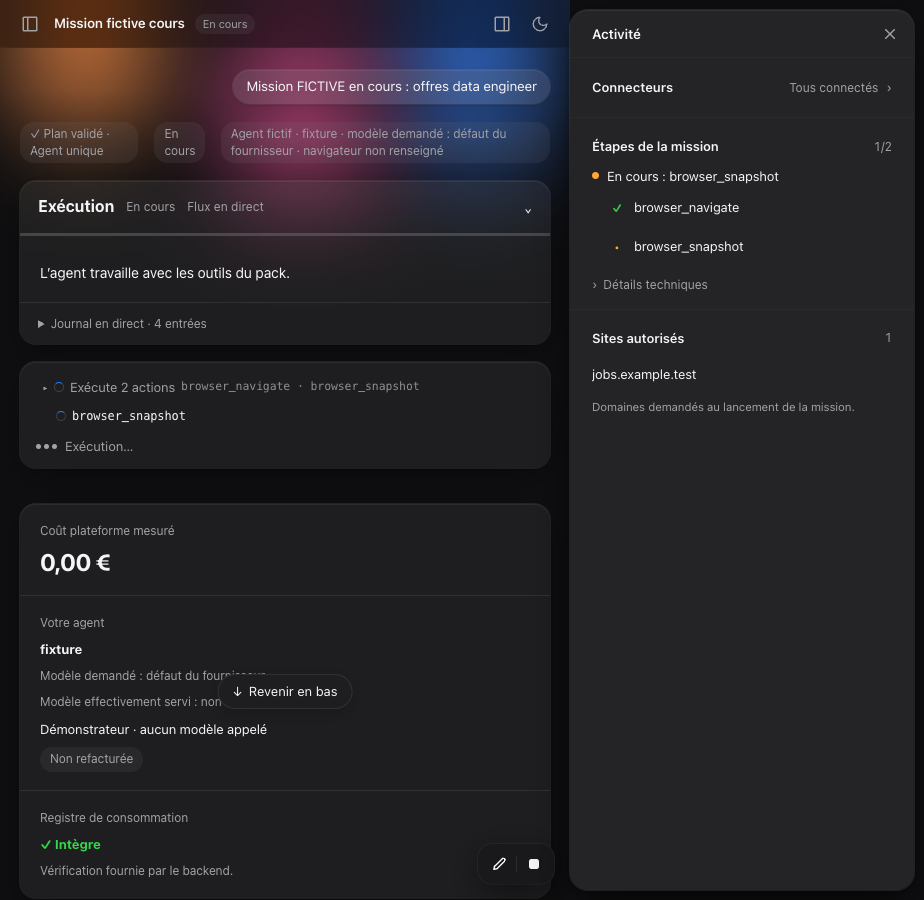 Mission fictive cours
En cours
Mission FICTIVE en cours : offres data engineer
✓ Plan validé ·
Agent unique
En
cours
Agent fictif · fixture · modèle demandé : défaut du
fournisseur · navigateur non renseigné
Exécution En cours Flux en direct
L'agent travaille avec les outils du pack.
Journal en direct · 4 entrées
Exécute 2 actions browser_navigate · browser_snapshot
browser_snapshot
Exécution…
Coût plateforme mesuré
0,00 €
Votre agent
fixture
Modèle demandé : défaut du
Modèle effectivement servi : non
↓ Revenir en bas
Démonstrateur · aucun modèle appelé
Non refacturée
Registre de consommation
✓ Intègre
Vérification fournie par le backend.
Activité
Connecteurs
Tous connectés ›
Étapes de la mission
1/2
En cours : browser_snapshot
✓ browser_navigate
browser_snapshot
› Détails techniques
Sites autorisés
1
jobs.example.test
Domaines demandés au lancement de la mission.